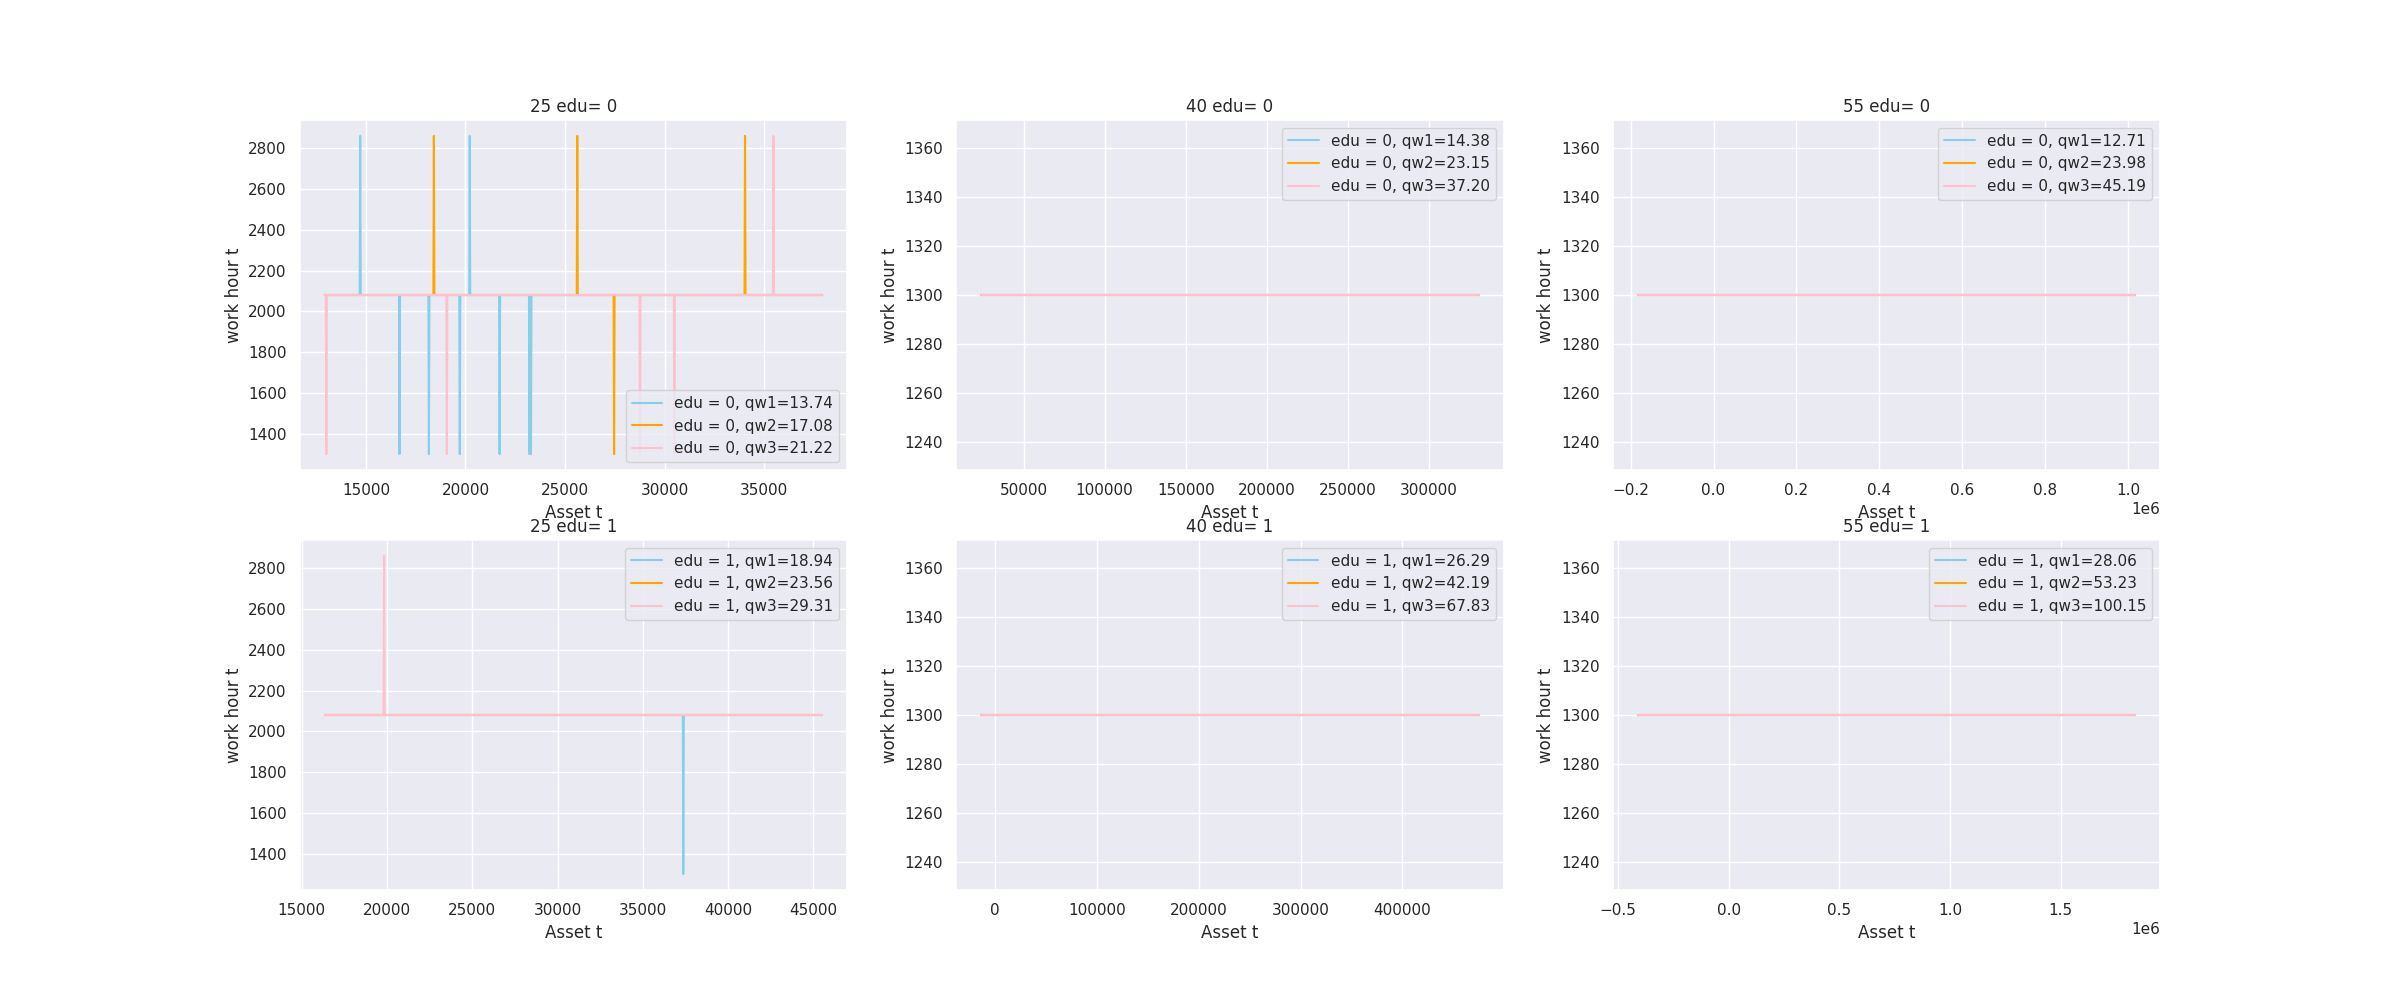 25 edu= 0
work hour t
2800
2600
2400
2200
2000
1800
1600
1400
edu = 0, qw1=13.74
edu = 0, qw2=17.08
edu = 0, qw3=21.22
15000 20000 25000 30000 35000
Asset t
40 edu= 0
work hour t
1360
1340
1320
1300
1280
1260
1240
edu = 0, qw1=14.38
edu = 0, qw2=23.15
edu = 0, qw3=37.20
50000 100000 150000 200000 250000 300000
Asset t
55 edu= 0
work hour t
1360
1340
1320
1300
1280
1260
1240
edu = 0, qw1=12.71
edu = 0, qw2=23.98
edu = 0, qw3=45.19
−0.2 0.0 0.2 0.4 0.6 0.8 1.0
Asset t
1e6
25 edu= 1
work hour t
2800
2600
2400
2200
2000
1800
1600
1400
edu = 1, qw1=18.94
edu = 1, qw2=23.56
edu = 1, qw3=29.31
15000 20000 25000 30000 35000 40000 45000
Asset t
40 edu= 1
work hour t
1360
1340
1320
1300
1280
1260
1240
edu = 1, qw1=26.29
edu = 1, qw2=42.19
edu = 1, qw3=67.83
0 100000 200000 300000 400000
Asset t
55 edu= 1
work hour t
1360
1340
1320
1300
1280
1260
1240
edu = 1, qw1=28.06
edu = 1, qw2=53.23
edu = 1, qw3=100.15
−0.5 0.0 0.5 1.0 1.5
Asset t
1e6